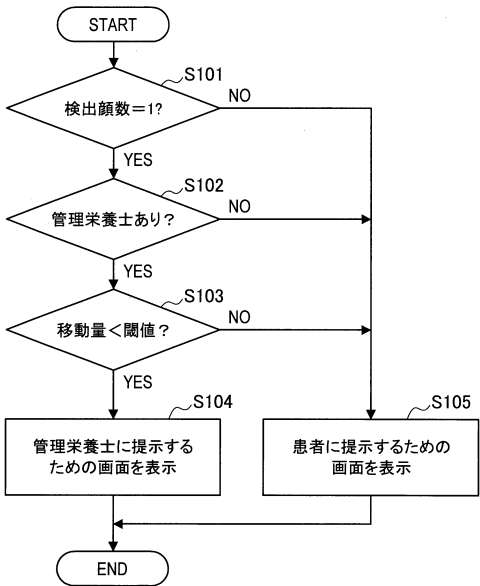 START
S101
検出顔数＝1?
NO
YES
S102
管理栄養士あり？
NO
YES
S103
移動量＜閾値？
NO
YES
S104
管理栄養士に提示する
ための画面を表示
S105
患者に提示するための
画面を表示
END